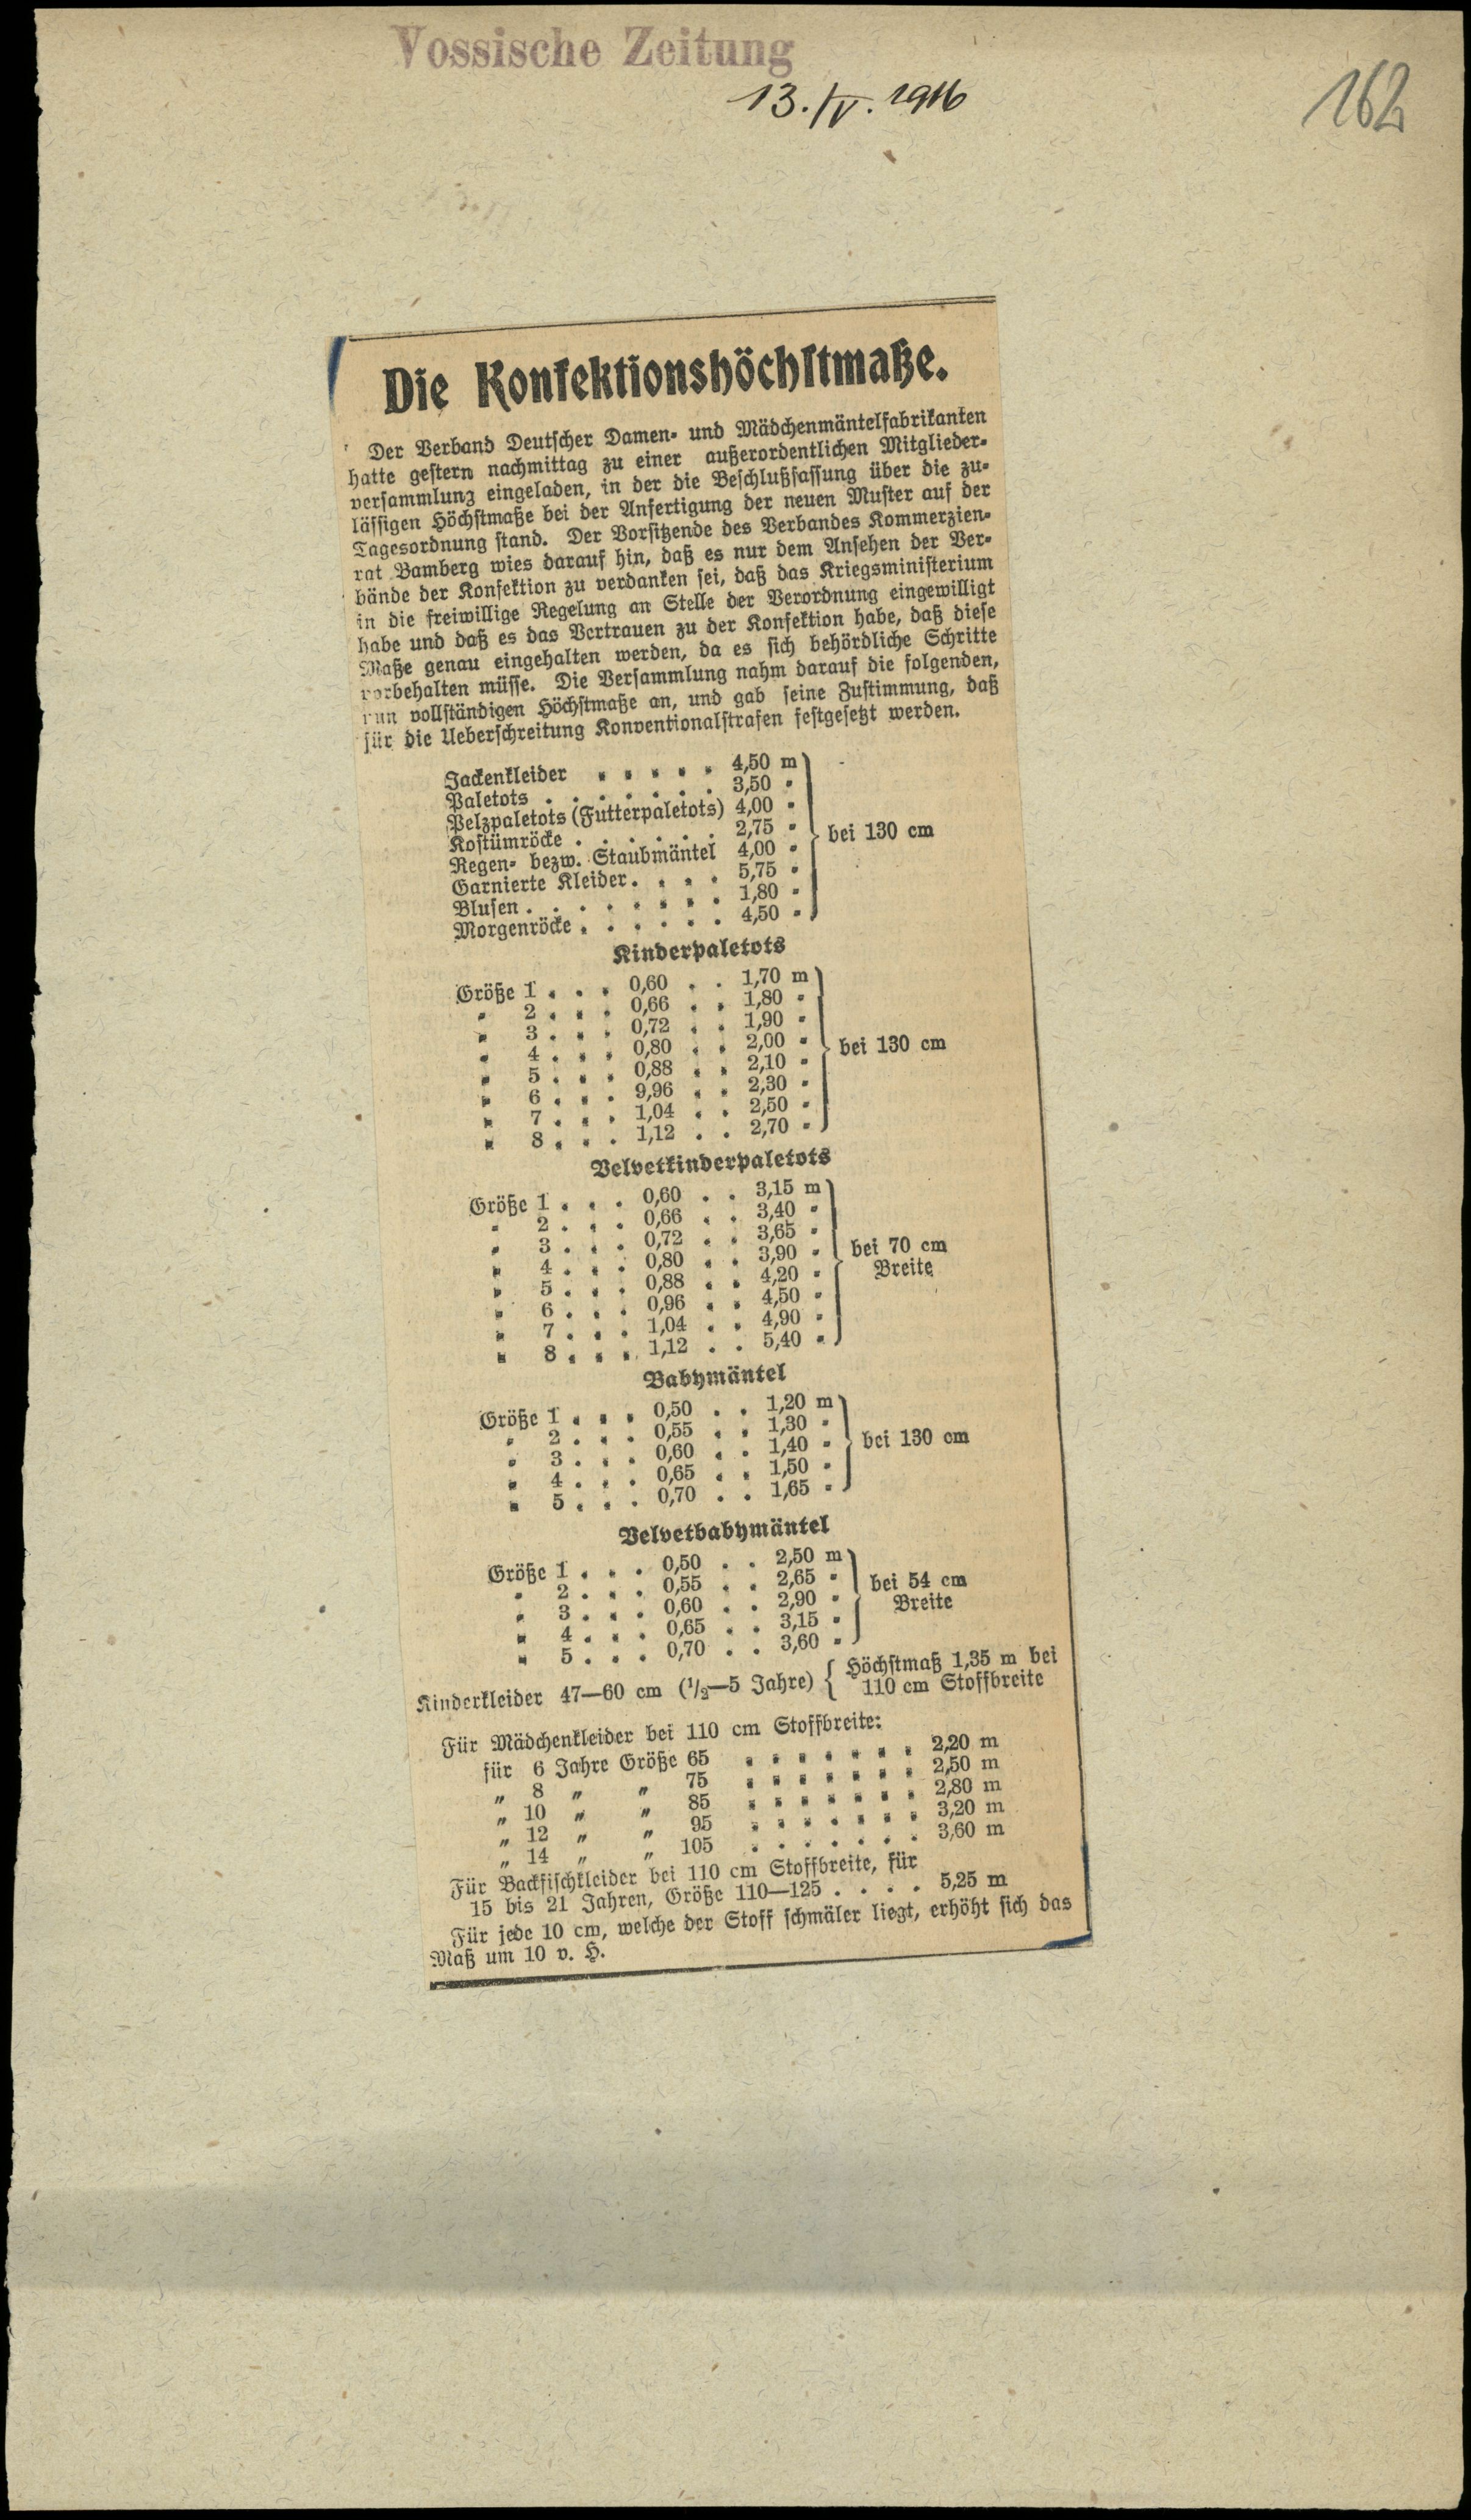 Vossische Zeitung
13./IV. 1916
162
Die Konfektionshöchstmaße.
Der Verband Deutscher Damen- und Mädchenmäntelfabrikanten
hatte gestern nachmittag zu einer außerordentlichen Mitglieder-
versammlung eingeladen, in der die Beschlußfassung über die zu-
lässigen Höchstmaße bei der Anfertigung der neuen Muster auf der
Tagesordnung stand. Der Vorsitzende des Verbandes Kommerzien-
rat Bamberg wies darauf hin, daß es nur dem Ansehen der Ver-
bände der Konfektion zu verdanken sei, daß das Kriegsministerium
in die freiwillige Regelung an Stelle der Verordnung eingewilligt
habe und daß es das Vertrauen zu der Konfektion habe, daß diese
Maße genau eingehalten werden, da es sich behördliche Schritte
vorbehalten müsse. Die Versammlung nahm darauf die folgenden,
nun vollständigen Höchstmaße an, und gab seine Zustimmung, daß
für die Ueberschreitung Konventionalstrafen festgesetzt werden.
Jackenkleider . . . . . 4,50 m
Paletots . . . . . . . 3,50 "
Pelzpaletots (Futterpaletots) 4,00 "
Kostümröcke . . . . . . 2,75 " } bei 130 cm
Regen- bezw. Staubmäntel 4,00 "
Garnierte Kleider . . . . 5,75 "
Blusen . . . . . . . . 1,80 "
Morgenröcke . . . . . . 4,50 "
Kinderpaletots
Größe 1 . . . 0,60 . . 1,70 m
" 2 . . . 0,66 . . 1,80 "
" 3 . . . 0,72 . . 1,90 "
" 4 . . . 0,80 . . 2,00 " } bei 130 cm
" 5 . . . 0,88 . . 2,10 "
" 6 . . . 9,96 . . 2,30 "
" 7 . . . 1,04 . . 2,50 "
" 8 . . . 1,12 . . 2,70 "
Velvetkinderpaletots
Größe 1 . . . 0,60 . . 3,15 m
" 2 . . . 0,66 . . 3,40 "
" 3 . . . 0,72 . . 3,65 "
" 4 . . . 0,80 . . 3,90 " } bei 70 cm
" 5 . . . 0,88 . . 4,20 " Breite
" 6 . . . 0,96 . . 4,50 "
" 7 . . . 1,04 . . 4,90 "
" 8 . . . 1,12 . . 5,40 "
Babymäntel
Größe 1 . . . 0,50 . . 1,20 m
" 2 . . . 0,55 . . 1,30 "
" 3 . . . 0,60 . . 1,40 " } bei 130 cm
" 4 . . . 0,65 . . 1,50 "
" 5 . . . 0,70 . . 1,65 "
Velvetbabymäntel
Größe 1 . . . 0,50 . . 2,50 m
" 2 . . . 0,55 . . 2,65 " } bei 54 cm
" 3 . . . 0,60 . . 2,90 " Breite
" 4 . . . 0,65 . . 3,15 "
" 5 . . . 0,70 . . 3,60 "
Kinderkleider 47—60 cm (1/2—5 Jahre) { Höchstmaß 1,35 m bei
110 cm Stoffbreite
Für Mädchenkleider bei 110 cm Stoffbreite:
für 6 Jahre Größe 65 . . . . . . . 2,20 m
" 8 " " 75 . . . . . . . 2,50 m
" 10 " " 85 . . . . . . . 2,80 m
" 12 " " 95 . . . . . . . 3,20 m
" 14 " " 105 . . . . . . . 3,60 m
Für Backfischkleider bei 110 cm Stoffbreite, für
15 bis 21 Jahren, Größe 110—125 . . . . 5,25 m
Für jede 10 cm, welche der Stoff schmäler liegt, erhöht sich das
Maß um 10 v. H.